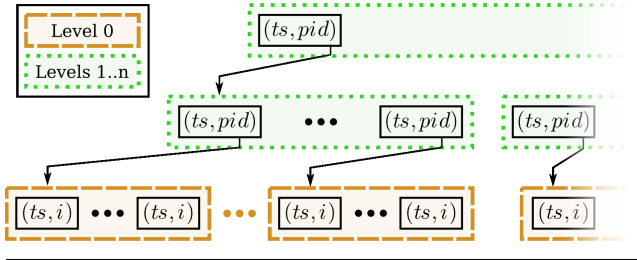 Level 0
Levels 1..n
(ts, pid)
(ts, pid) ••• (ts, pid) (ts, pid)
(ts, i) ••• (ts, i) ••• (ts, i) ••• (ts, i) (ts, i)